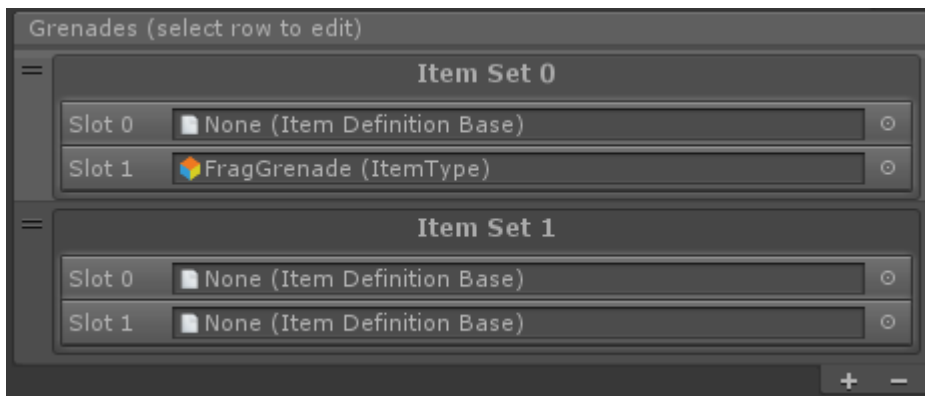 Grenades (select row to edit)
Item Set 0
Slot 0 None (Item Definition Base)
Slot 1 FragGrenade (ItemType)
Item Set 1
Slot 0 None (Item Definition Base)
Slot 1 None (Item Definition Base)
+ −